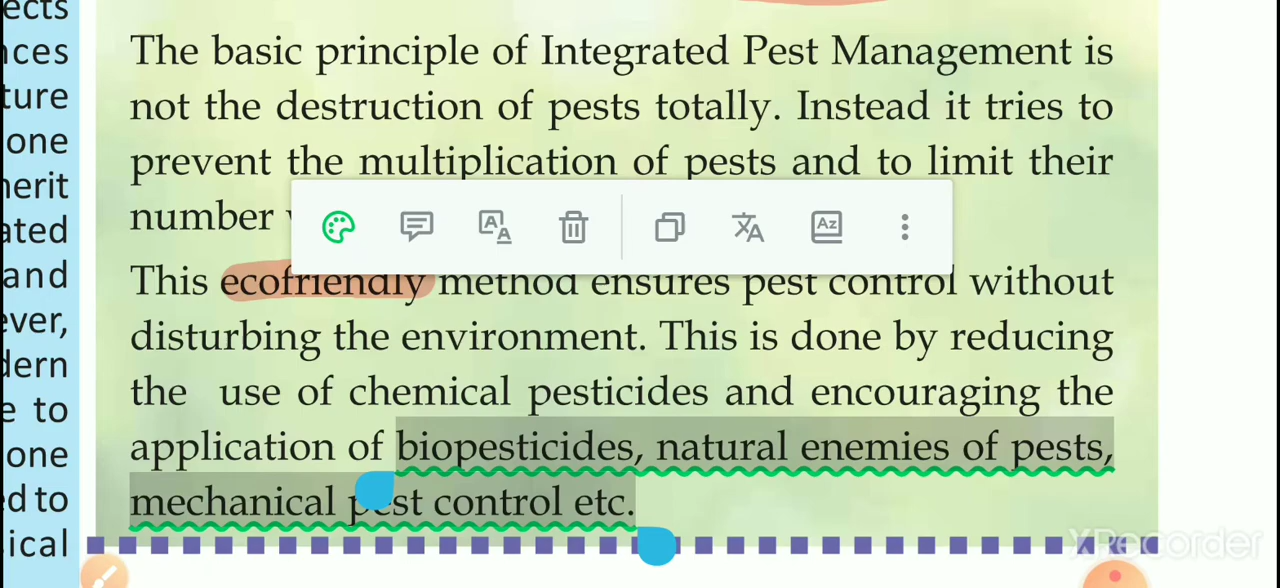 ects
nces
ture
one
nerit
ated
and
ever,
dern
e to
one
ed to
ical
The basic principle of Integrated Pest Management is
not the destruction of pests totally. Instead it tries to
prevent the multiplication of pests and to limit their
number
This ecofriendly method ensures pest control without
disturbing the environment. This is done by reducing
the use of chemical pesticides and encouraging the
application of biopesticides, natural enemies of pests,
mechanical pest control etc.
XRecorder